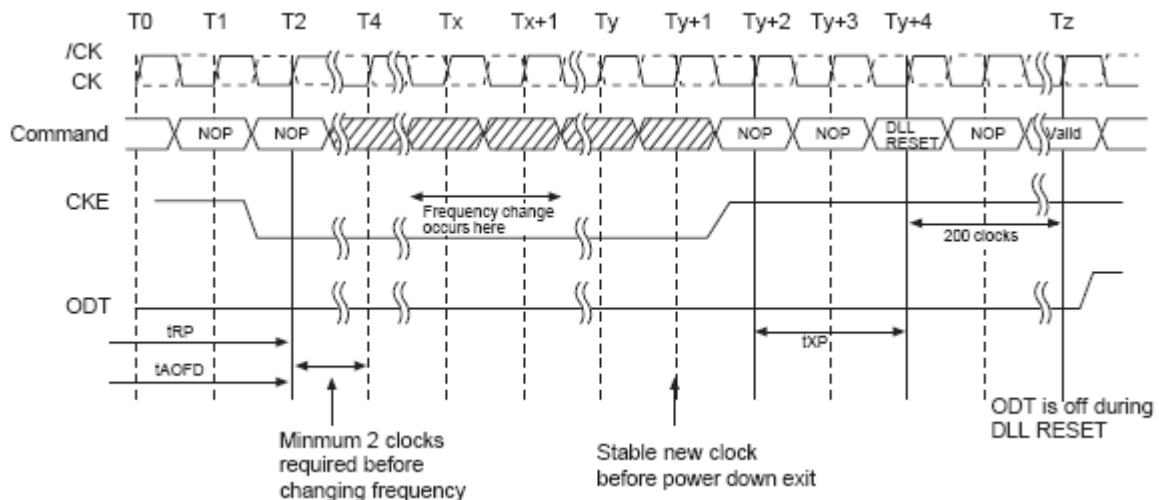 T0 T1 T2 T4 Tx Tx+1 Ty Ty+1 Ty+2 Ty+3 Ty+4 Tz
/CK
CK
Command NOP NOP NOP NOP DLL RESET NOP Valid
CKE
Frequency change
occurs here
200 clocks
ODT
tRP
tXP
tAOFD
Minmum 2 clocks
required before
changing frequency
Stable new clock
before power down exit
ODT is off during
DLL RESET